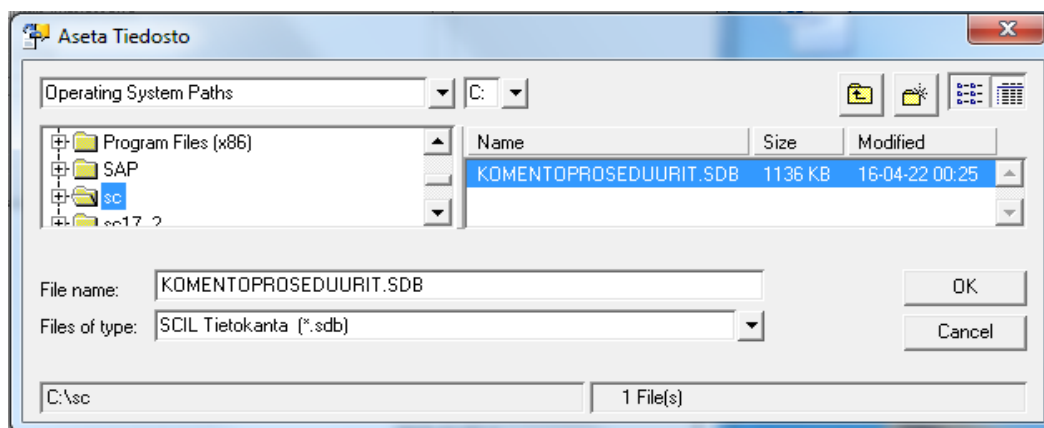 Aseta Tiedosto
Operating System Paths C:
Program Files (x86)
SAP
sc
sc17_2
Name Size Modified
KOMENTOPROSEDUURIT.SDB 1136 KB 16-04-22 00:25
File name: KOMENTOPROSEDUURIT.SDB OK
Files of type: SCIL Tietokanta (*.sdb) Cancel
C:\sc 1 File(s)